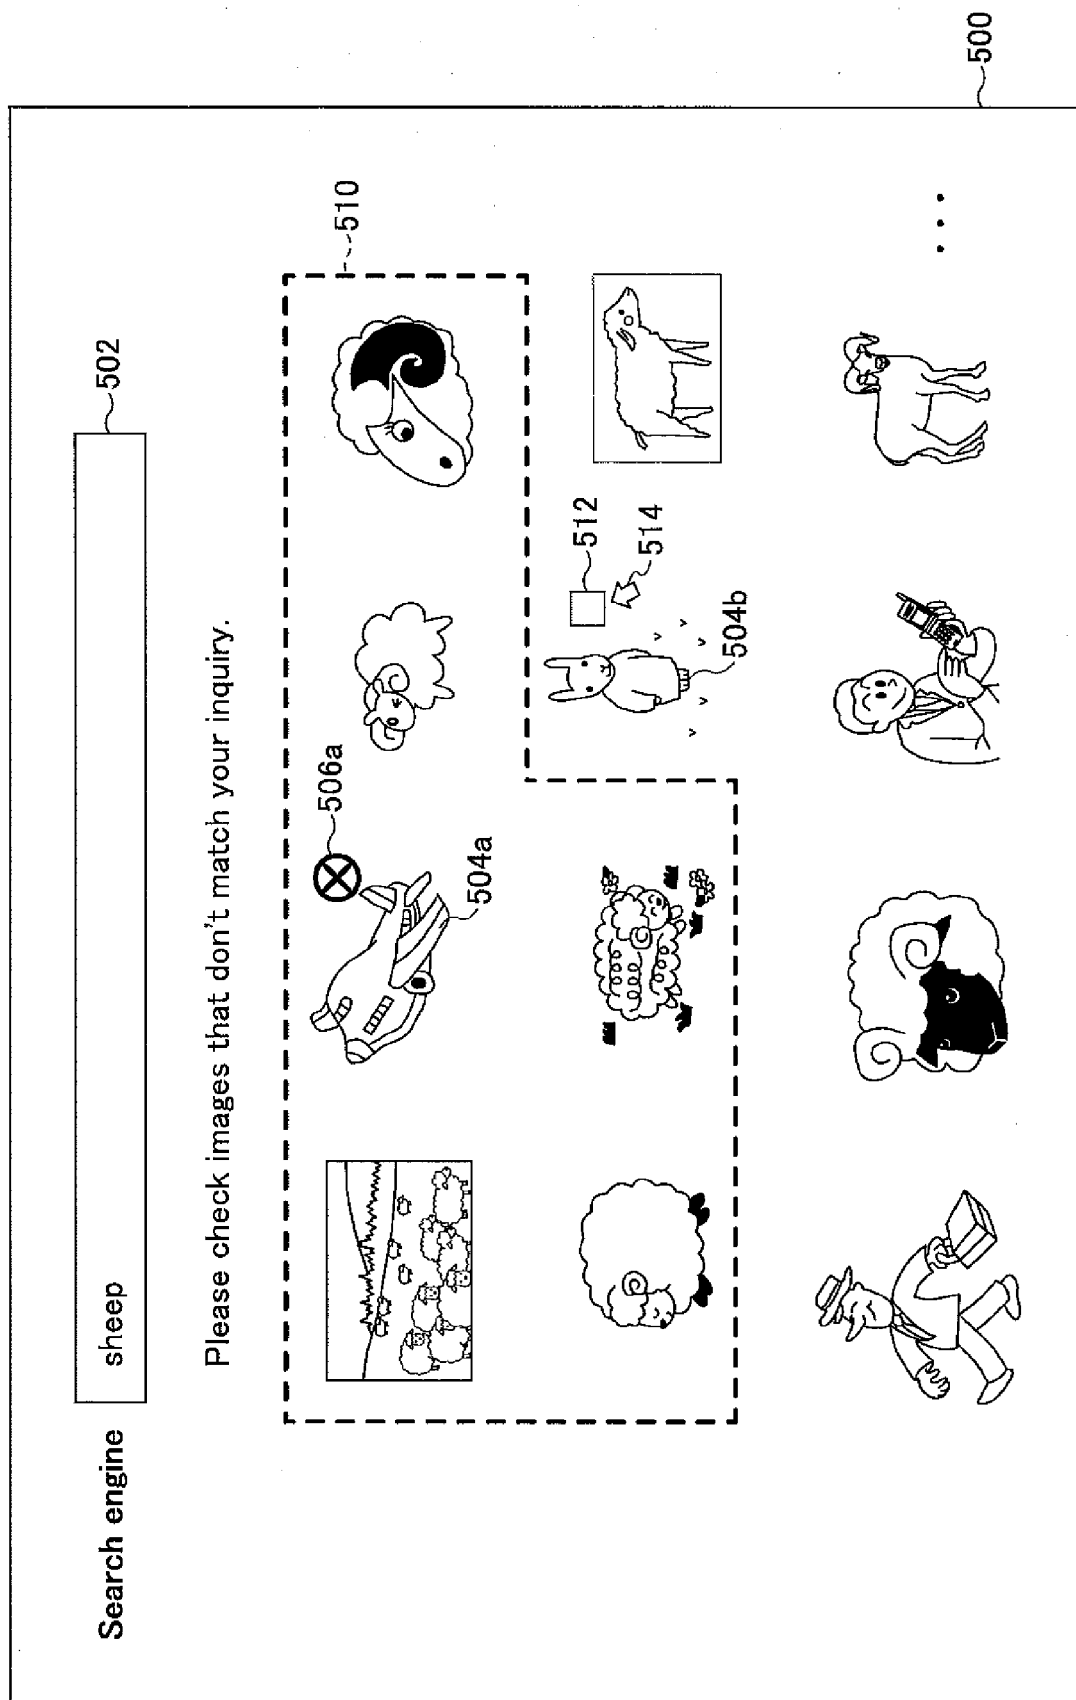 Search engine
sheep
502
Please check images that don't match your inquiry.
506a
510
504a
512
514
504b
...
500